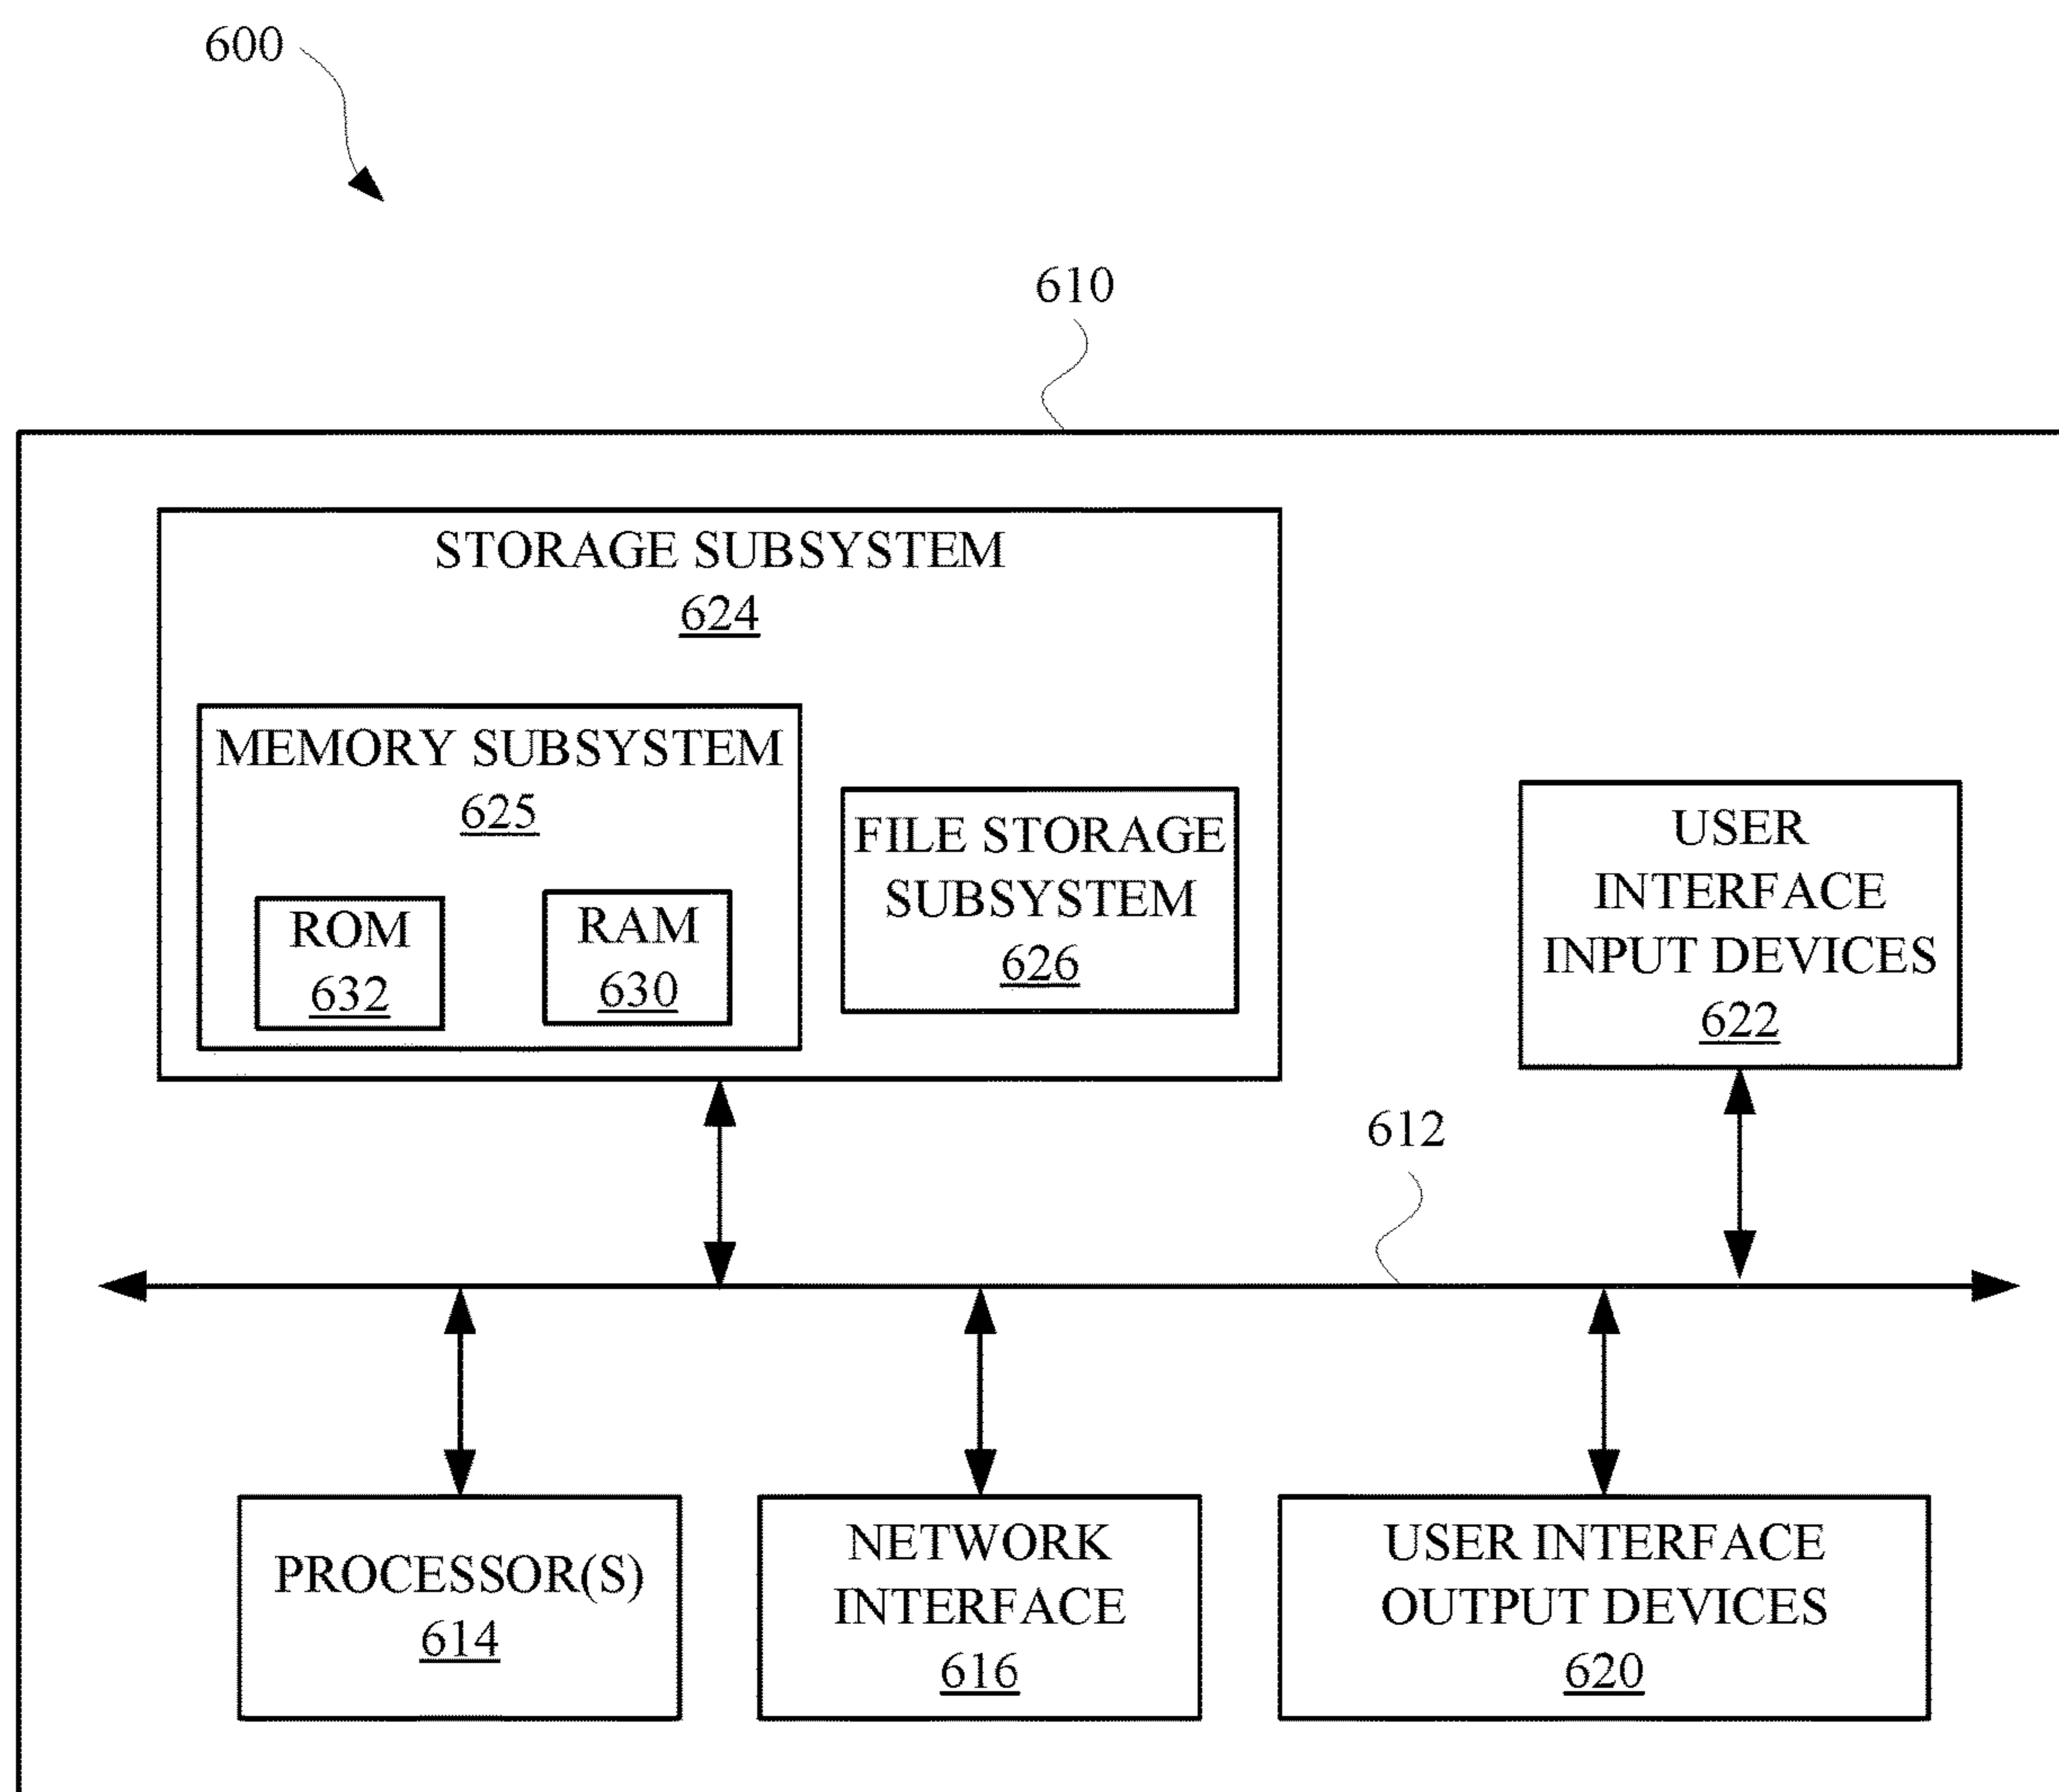 600
610
STORAGE SUBSYSTEM
624
MEMORY SUBSYSTEM
625
ROM
632
RAM
630
FILE STORAGE
SUBSYSTEM
626
USER
INTERFACE
INPUT DEVICES
622
612
PROCESSOR(S)
614
NETWORK
INTERFACE
616
USER INTERFACE
OUTPUT DEVICES
620